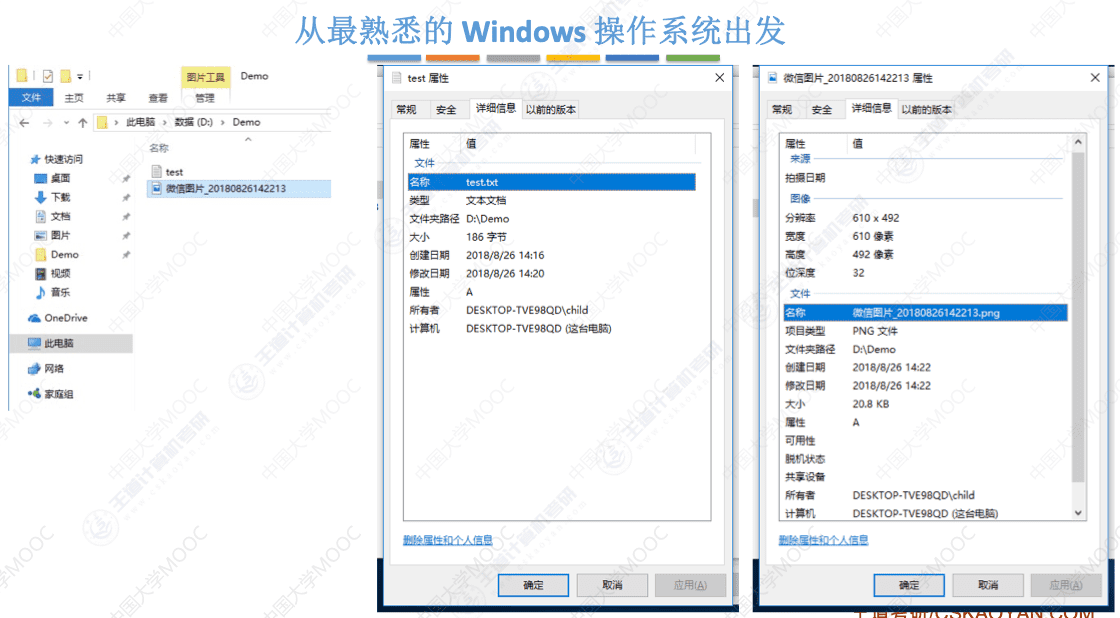 从最熟悉的 Windows 操作系统出发
图片工具 Demo
文件 主页 共享 查看 管理
此电脑 › 数据 (D:) › Demo
名称
test
微信图片_20180826142213
快速访问
桌面
下载
文档
图片
Demo
视频
音乐
OneDrive
此电脑
网络
家庭组
test 属性
常规 安全 详细信息 以前的版本
属性 值
文件
名称 test.txt
类型 文本文档
文件夹路径 D:\Demo
大小 186 字节
创建日期 2018/8/26 14:16
修改日期 2018/8/26 14:20
属性 A
所有者 DESKTOP-TVE98QD\child
计算机 DESKTOP-TVE98QD (这台电脑)
删除属性和个人信息
确定 取消 应用(A)
微信图片_20180826142213 属性
常规 安全 详细信息 以前的版本
属性 值
来源
拍摄日期
图像
分辨率 610 x 492
宽度 610 像素
高度 492 像素
位深度 32
文件
名称 微信图片_20180826142213.png
项目类型 PNG 文件
文件夹路径 D:\Demo
创建日期 2018/8/26 14:22
修改日期 2018/8/26 14:22
大小 20.8 KB
属性 A
可用性
脱机状态
共享设备
所有者 DESKTOP-TVE98QD\child
计算机 DESKTOP-TVE98QD (这台电脑)
删除属性和个人信息
确定 取消 应用(A)
王道考研/CSKAOYAN.COM
中国大学MOOC
王道计算机考研